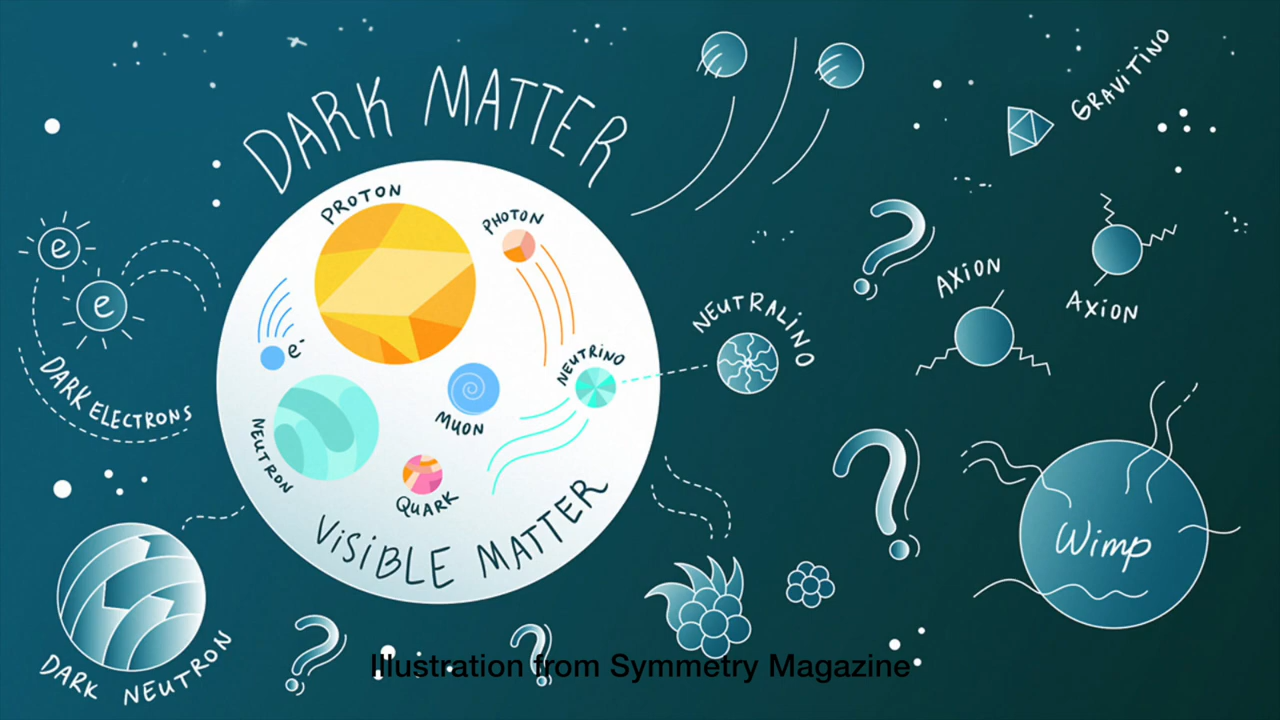 DARK MATTER
GRAVITINO
PROTON
PHOTON
e
e
AXION
AXION
NEUTRALINO
NEUTRINO
e-
DARK ELECTRONS
MUON
NEUTRON
QUARK
VISIBLE MATTER
Wimp
DARK NEUTRON
Illustration from Symmetry Magazine